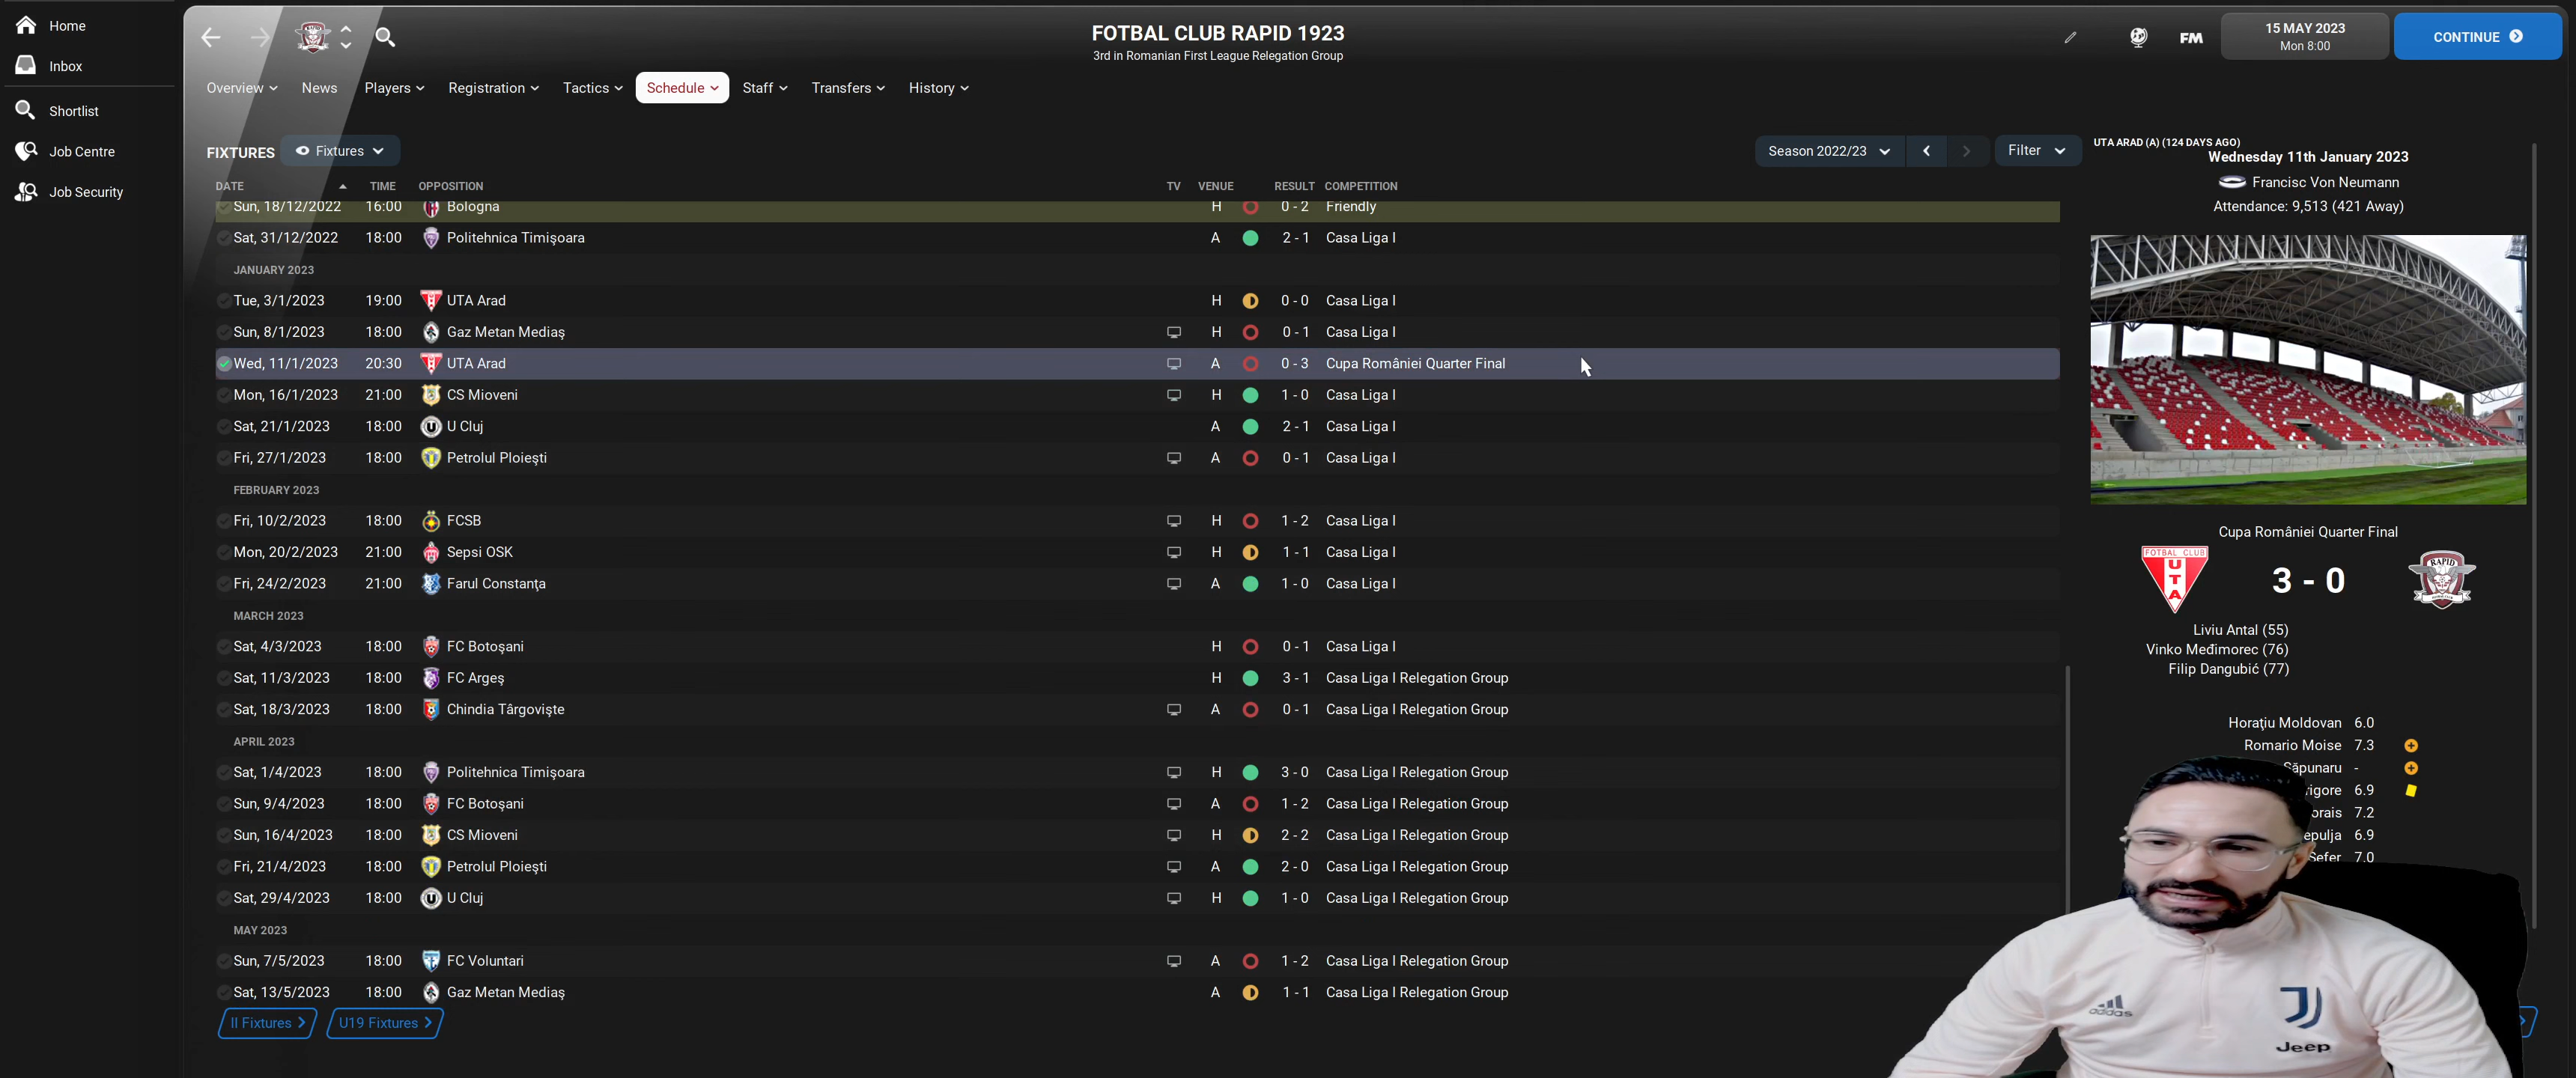 Home
Inbox
Shortlist
Job Centre
Job Security
FOTBAL CLUB RAPID 1923
3rd in Romanian First League Relegation Group
FM
15 MAY 2023
Mon 8:00
CONTINUE
Overview News Players Registration Tactics Schedule Staff Transfers History
FIXTURES Fixtures
Season 2022/23
Filter
DATE TIME OPPOSITION TV VENUE RESULT COMPETITION
Sun, 18/12/2022 16:00 Bologna H 0 - 2 Friendly
Sat, 31/12/2022 18:00 Politehnica Timişoara A 2 - 1 Casa Liga I
JANUARY 2023
Tue, 3/1/2023 19:00 UTA Arad H 0 - 0 Casa Liga I
Sun, 8/1/2023 18:00 Gaz Metan Mediaş H 0 - 1 Casa Liga I
Wed, 11/1/2023 20:30 UTA Arad A 0 - 3 Cupa României Quarter Final
Mon, 16/1/2023 21:00 CS Mioveni H 1 - 0 Casa Liga I
Sat, 21/1/2023 18:00 U Cluj A 2 - 1 Casa Liga I
Fri, 27/1/2023 18:00 Petrolul Ploieşti A 0 - 1 Casa Liga I
FEBRUARY 2023
Fri, 10/2/2023 18:00 FCSB H 1 - 2 Casa Liga I
Mon, 20/2/2023 21:00 Sepsi OSK H 1 - 1 Casa Liga I
Fri, 24/2/2023 21:00 Farul Constanţa A 1 - 0 Casa Liga I
MARCH 2023
Sat, 4/3/2023 18:00 FC Botoşani H 0 - 1 Casa Liga I
Sat, 11/3/2023 18:00 FC Argeş H 3 - 1 Casa Liga I Relegation Group
Sat, 18/3/2023 18:00 Chindia Târgovişte A 0 - 1 Casa Liga I Relegation Group
APRIL 2023
Sat, 1/4/2023 18:00 Politehnica Timişoara H 3 - 0 Casa Liga I Relegation Group
Sun, 9/4/2023 18:00 FC Botoşani A 1 - 2 Casa Liga I Relegation Group
Sun, 16/4/2023 18:00 CS Mioveni H 2 - 2 Casa Liga I Relegation Group
Fri, 21/4/2023 18:00 Petrolul Ploieşti A 2 - 0 Casa Liga I Relegation Group
Sat, 29/4/2023 18:00 U Cluj H 1 - 0 Casa Liga I Relegation Group
MAY 2023
Sun, 7/5/2023 18:00 FC Voluntari A 1 - 2 Casa Liga I Relegation Group
Sat, 13/5/2023 18:00 Gaz Metan Mediaş A 1 - 1 Casa Liga I Relegation Group
II Fixtures U19 Fixtures
UTA ARAD (A) (124 DAYS AGO)
Wednesday 11th January 2023
Francisc Von Neumann
Attendance: 9,513 (421 Away)
Cupa României Quarter Final
FOTBAL CLUB
UTA
3 - 0
RAPID
Liviu Antal (55)
Vinko Međimorec (76)
Filip Dangubić (77)
Horaţiu Moldovan 6.0
Romario Moise 7.3
Săpunaru -
rigore 6.9
orais 7.2
epulja 6.9
Sefer 7.0
adidas
Jeep